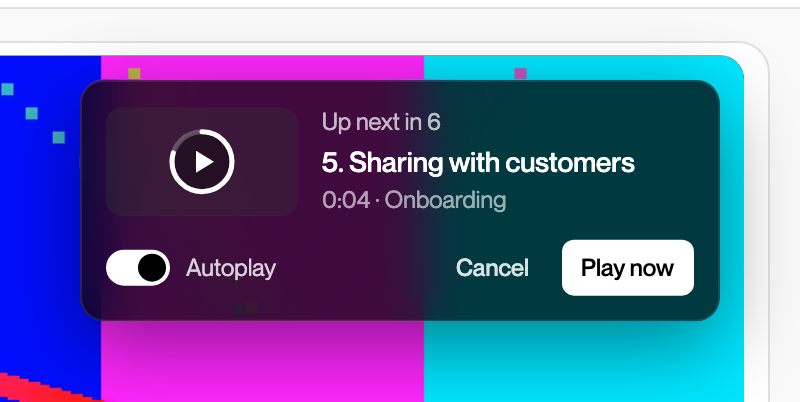 Up next in 6
5. Sharing with customers
0:04 · Onboarding
Autoplay
Cancel
Play now